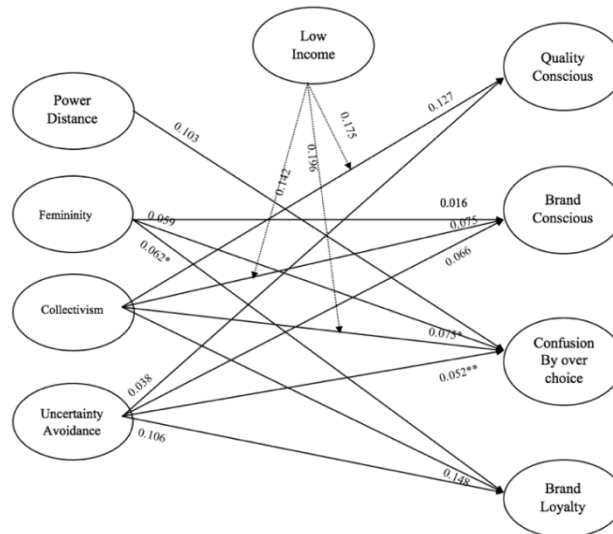 Low
Income
Quality
Conscious
Power
Distance
0.103
0.127
0.175
0.196
0.142
Femininity
0.059
0.016
Brand
Conscious
0.075
0.062*
0.066
Collectivism
0.075*
Confusion
By over
choice
0.052**
0.038
Uncertainty
Avoidance
0.106
0.148
Brand
Loyalty